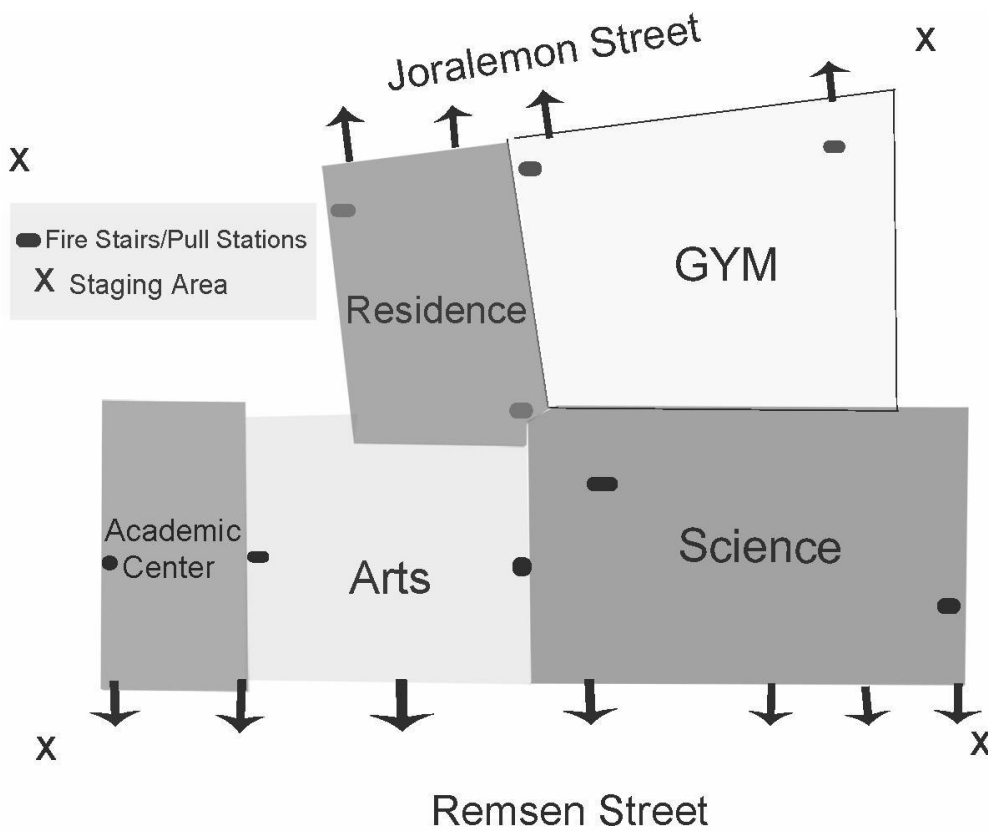 Joralemon Street
X
X
Fire Stairs/Pull Stations
X Staging Area
GYM
Residence
Academic
Center
Arts
Science
X
X
Remsen Street